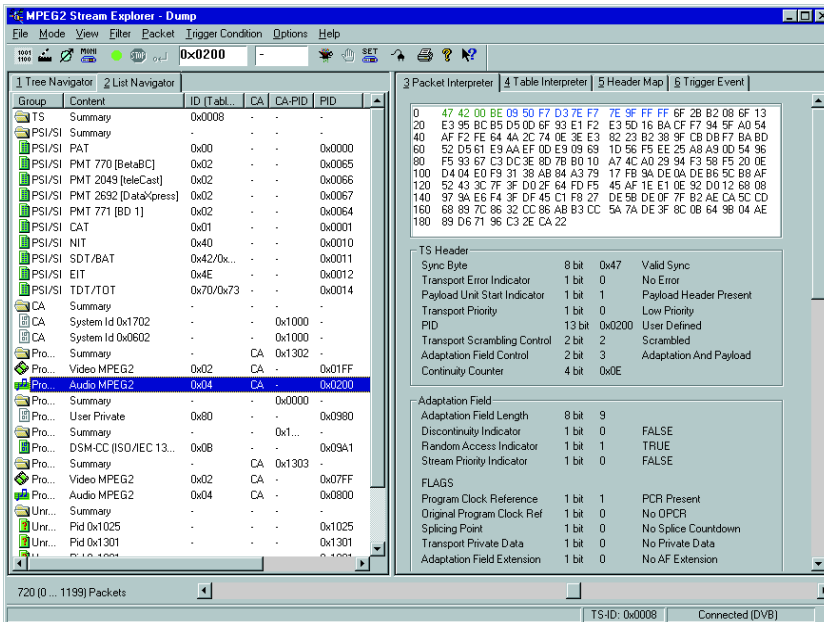 MPEG2 Stream Explorer - Dump
File Mode View Filter Packet Trigger Condition Options Help
1001 1100 MONI STOP 0x0200 - SET
1 Tree Navigator 2 List Navigator
Group Content ID (Tabl... CA CA-PID PID
TS Summary 0x0008 - - -
PSI/SI Summary - - - -
PSI/SI PAT 0x00 - - 0x0000
PSI/SI PMT 770 [BetaBC] 0x02 - - 0x0065
PSI/SI PMT 2049 [teleCast] 0x02 - - 0x0066
PSI/SI PMT 2692 [DataXpress] 0x02 - - 0x0067
PSI/SI PMT 771 [BD 1] 0x02 - - 0x0064
PSI/SI CAT 0x01 - - 0x0001
PSI/SI NIT 0x40 - - 0x0010
PSI/SI SDT/BAT 0x42/0x... - - 0x0011
PSI/SI EIT 0x4E - - 0x0012
PSI/SI TDT/TOT 0x70/0x73 - - 0x0014
CA Summary - - - -
CA System Id 0x1702 - - 0x1000 -
CA System Id 0x0602 - - 0x1000 -
Pro... Summary - CA 0x1302 -
Pro... Video MPEG2 0x02 CA - 0x01FF
Pro... Audio MPEG2 0x04 CA - 0x0200
Pro... Summary - - 0x0000 -
Pro... User Private 0x80 - - 0x0980
Pro... Summary - - 0x1... -
Pro... DSM-CC (ISO/IEC 13... 0x0B - - 0x09A1
Pro... Summary - CA 0x1303 -
Pro... Video MPEG2 0x02 CA - 0x07FF
Pro... Audio MPEG2 0x04 CA - 0x0800
Unr... Summary - - - -
Unr... Pid 0x1025 - - - 0x1025
Unr... Pid 0x1301 - - - 0x1301
3 Packet Interpreter 4 Table Interpreter 5 Header Map 6 Trigger Event
0 47 42 00 BE 09 50 F7 D3 7E F7 7E 9F FF FF 6F 2B B2 08 6F 13
20 E3 95 BC B5 D5 0D 6F 93 E1 F2 E3 5D 16 BA CF F7 94 5F A0 54
40 AF F2 FE 64 4A 2C 74 0E 3E E3 82 23 B2 38 9F CB DB F7 BA BD
60 52 D5 61 E9 AA EF 0D E9 09 69 1D 56 F5 EE 25 A8 A9 0D 54 96
80 F5 93 67 C3 DC 3E 8D 7B B0 10 A7 4C A0 29 94 F3 58 F5 20 0E
100 D4 04 E0 F9 31 38 AB 84 A3 79 17 FB 9A DE 0A DE B6 5C B8 AF
120 52 43 3C 7F 3F D0 2F 64 FD F5 45 AF 1E E1 0E 92 D0 12 68 08
140 97 9A E6 F4 3F DF 45 C1 F8 27 DE 5B DE 0F 7F B2 AE CA 5C CD
160 68 89 7C 86 32 CC 86 AB B3 CC 5A 7A DE 3F 8C 0B 64 9B 04 AE
180 89 D6 71 96 C3 2E CA 22
TS Header
Sync Byte 8 bit 0x47 Valid Sync
Transport Error Indicator 1 bit 0 No Error
Payload Unit Start Indicator 1 bit 1 Payload Header Present
Transport Priority 1 bit 0 Low Priority
PID 13 bit 0x0200 User Defined
Transport Scrambling Control 2 bit 2 Scrambled
Adaptation Field Control 2 bit 3 Adaptation And Payload
Continuity Counter 4 bit 0x0E
Adaptation Field
Adaptation Field Length 8 bit 9
Discontinuity Indicator 1 bit 0 FALSE
Random Access Indicator 1 bit 1 TRUE
Stream Priority Indicator 1 bit 0 FALSE
FLAGS
Program Clock Reference 1 bit 1 PCR Present
Original Program Clock Ref 1 bit 0 No OPCR
Splicing Point 1 bit 0 No Splice Countdown
Transport Private Data 1 bit 0 No Private Data
Adaptation Field Extension 1 bit 0 No AF Extension
720 (0 ... 1199) Packets
TS-ID: 0x0008 Connected (DVB)